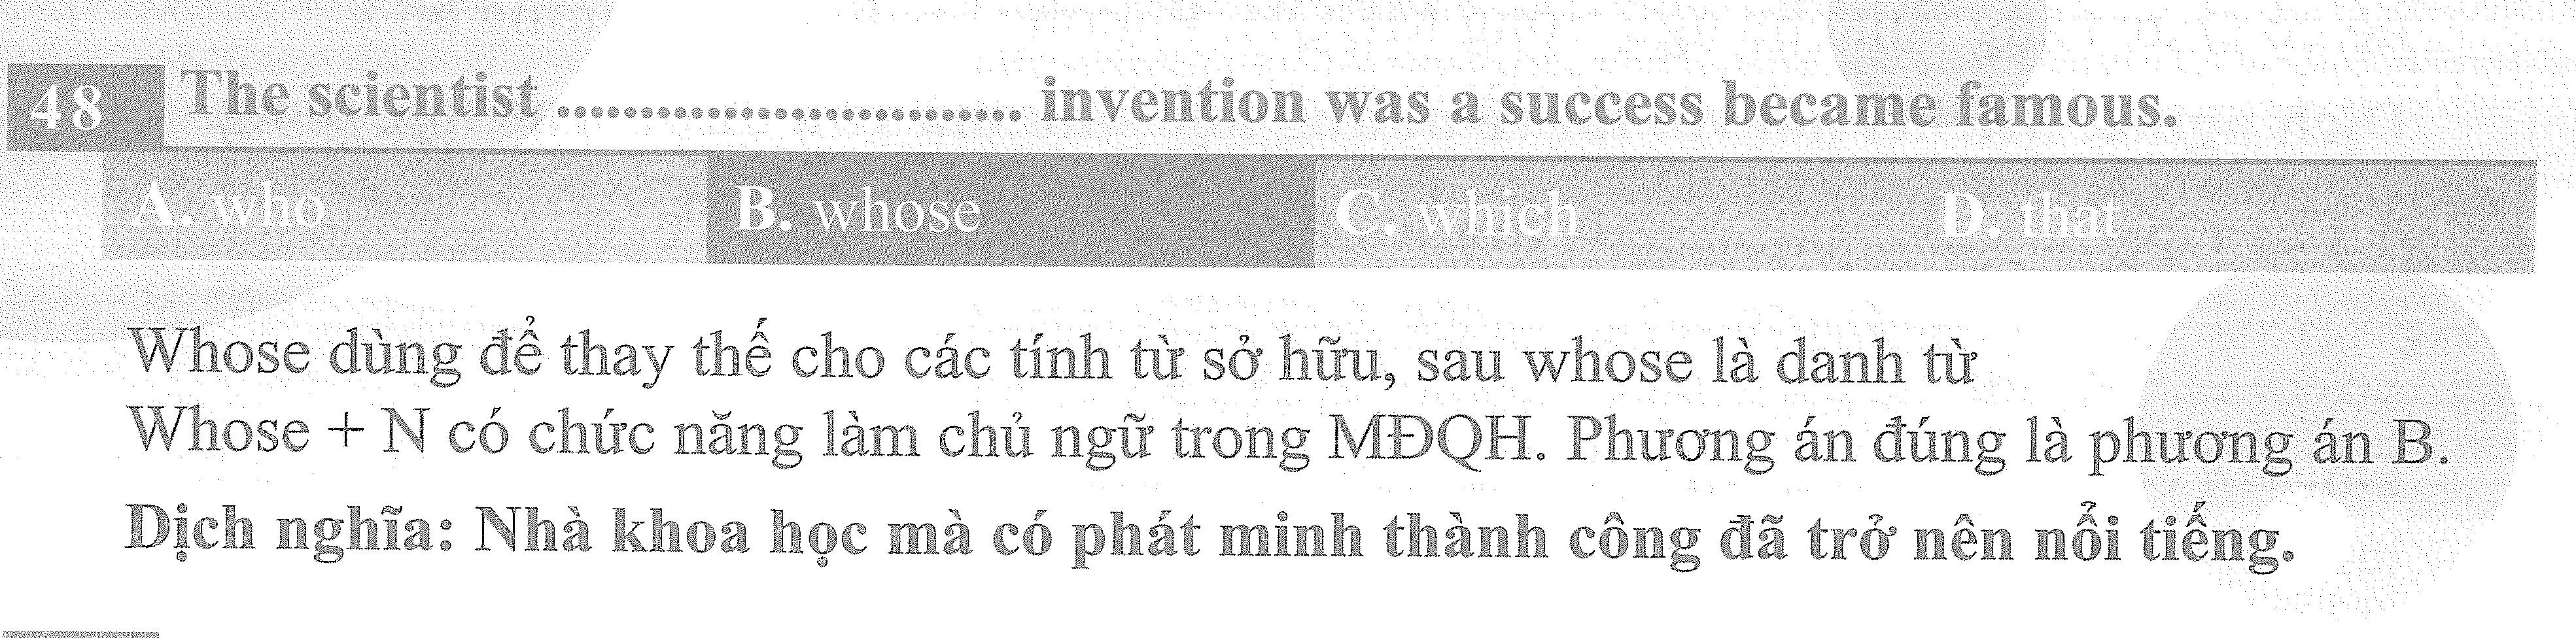 48 The scientist .......................... invention was a success became famous.
A. who B. whose C. which D. that
Whose dùng để thay thế cho các tính từ sở hữu, sau whose là danh từ
Whose + N có chức năng làm chủ ngữ trong MĐQH. Phương án đúng là phương án B.
Dịch nghĩa: Nhà khoa học mà có phát minh thành công đã trở nên nổi tiếng.